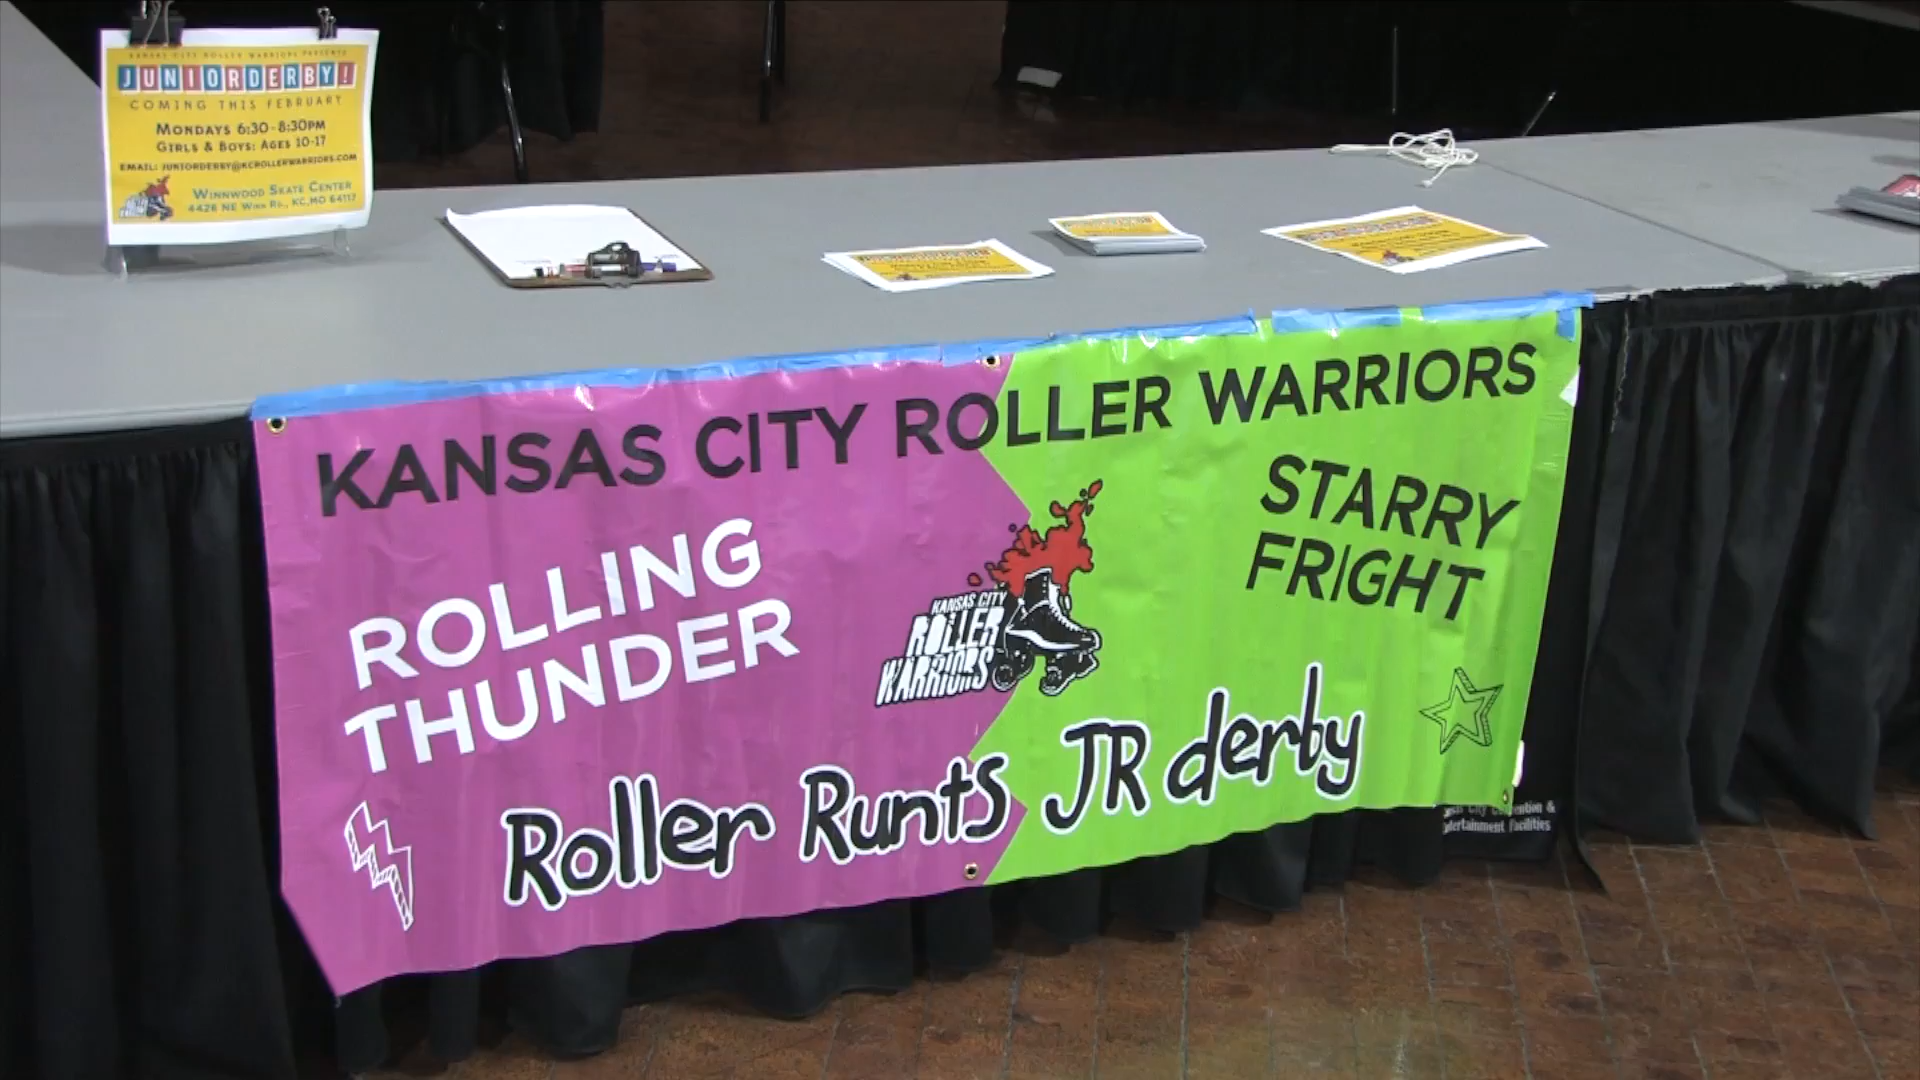 KANSAS CITY ROLLER WARRIORS PRESENTS
JUNIORDERBY!
COMING THIS FEBRUARY
MONDAYS 6:30-8:30PM
GIRLS & BOYS: AGES 10-17
EMAIL: JUNIORDERBY@KCROLLERWARRIORS.COM
WINNWOOD SKATE CENTER
4426 NE WINN RD., KC, MO 64117
KANSAS CITY ROLLER WARRIORS
ROLLING
THUNDER
STARRY
FRIGHT
KANSAS CITY
ROLLER
WARRIORS
Roller Runts JR derby
City &
Facilities